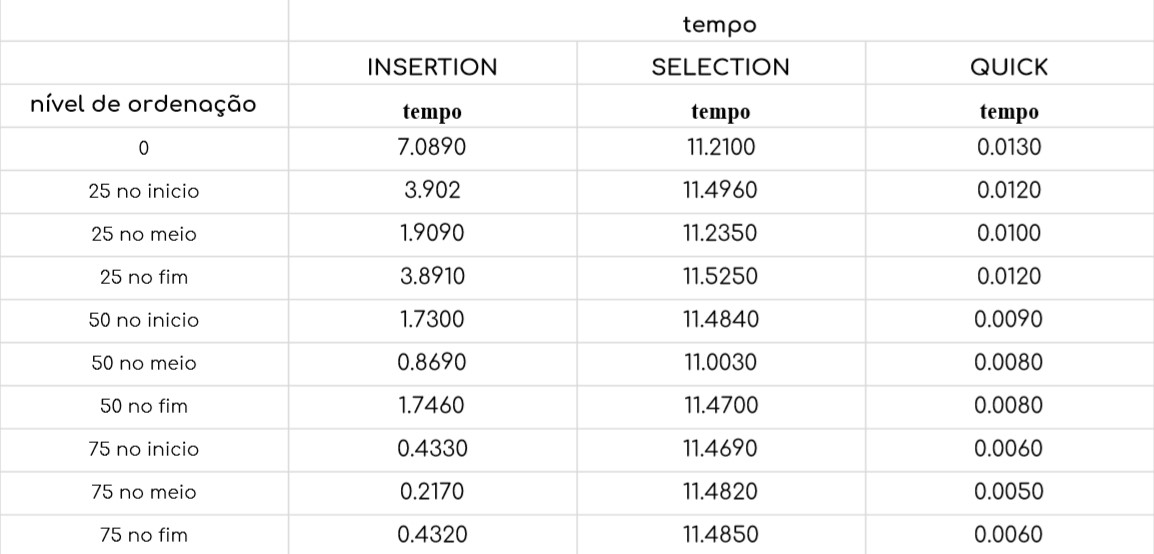 tempo
INSERTION SELECTION QUICK
nível de ordenação tempo tempo tempo
0 7.0890 11.2100 0.0130
25 no inicio 3.902 11.4960 0.0120
25 no meio 1.9090 11.2350 0.0100
25 no fim 3.8910 11.5250 0.0120
50 no inicio 1.7300 11.4840 0.0090
50 no meio 0.8690 11.0030 0.0080
50 no fim 1.7460 11.4700 0.0080
75 no inicio 0.4330 11.4690 0.0060
75 no meio 0.2170 11.4820 0.0050
75 no fim 0.4320 11.4850 0.0060